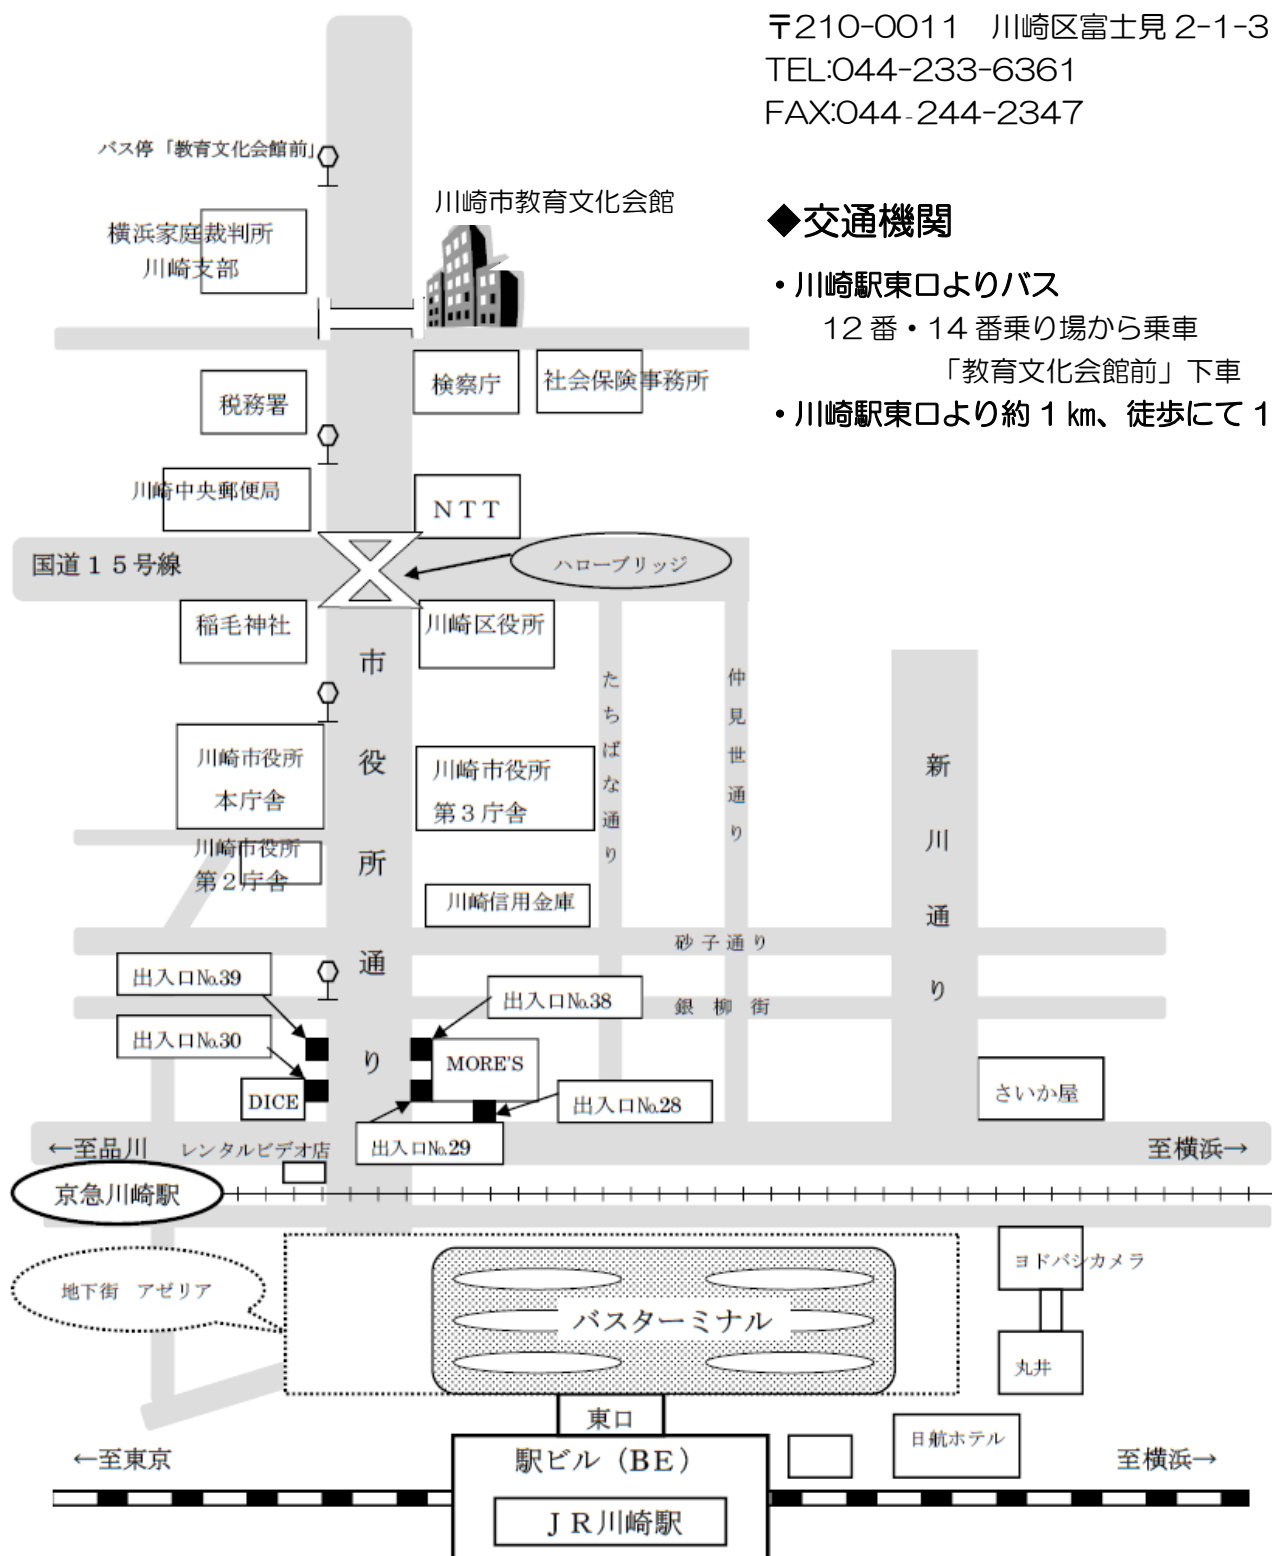 〒210-0011　川崎区富士見 2-1-3
TEL:044-233-6361
FAX:044-244-2347
バス停「教育文化会館前」
川崎市教育文化会館
◆交通機関
横浜家庭裁判所
川崎支部
・川崎駅東口よりバス
12 番・14 番乗り場から乗車
「教育文化会館前」下車
・川崎駅東口より約 1 ㎞、徒歩にて 1
税務署
検察庁
社会保険事務所
川崎中央郵便局
ＮＴＴ
国道１５号線
ハローブリッジ
稲毛神社
川崎区役所
市役所通り
たちばな通り
仲見世通り
新川通り
川崎市役所
本庁舎
川崎市役所
第３庁舎
川崎市役所
第２庁舎
川崎信用金庫
砂子通り
出入口№39
出入口№38
銀柳街
出入口№30
MORE'S
DICE
出入口№28
さいか屋
出入口№29
←至品川
レンタルビデオ店
至横浜→
京急川崎駅
地下街　アゼリア
バスターミナル
ヨドバシカメラ
丸井
東口
日航ホテル
←至東京
駅ビル（BE）
至横浜→
ＪＲ川崎駅